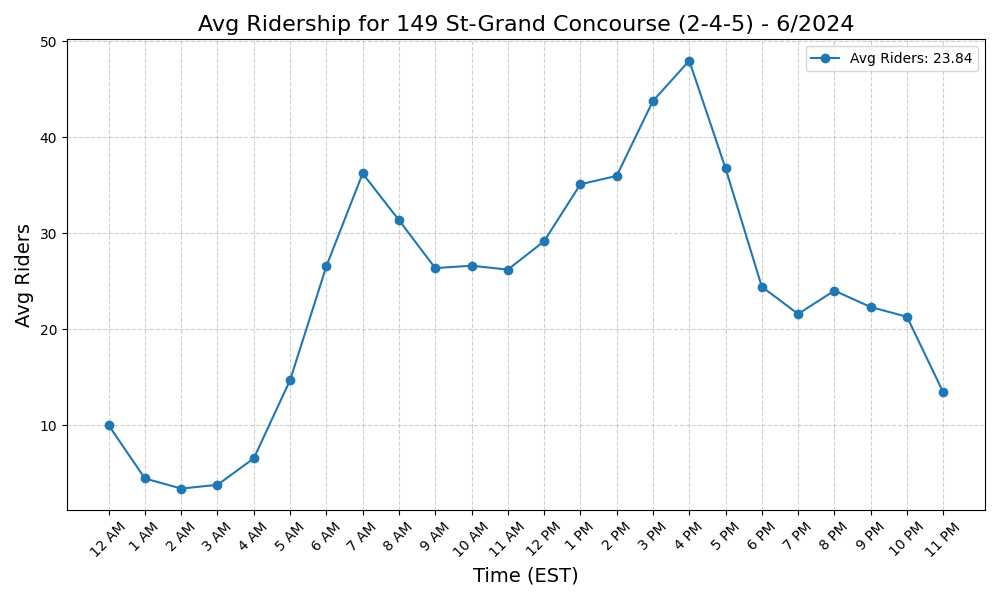 Avg Ridership for 149 St-Grand Concourse (2-4-5) - 6/2024
Avg Riders: 23.84
50
40
30
20
10
Avg Riders
12 AM
1 AM
2 AM
3 AM
4 AM
5 AM
6 AM
7 AM
8 AM
9 AM
10 AM
11 AM
12 PM
1 PM
2 PM
3 PM
4 PM
5 PM
6 PM
7 PM
8 PM
9 PM
10 PM
11 PM
Time (EST)